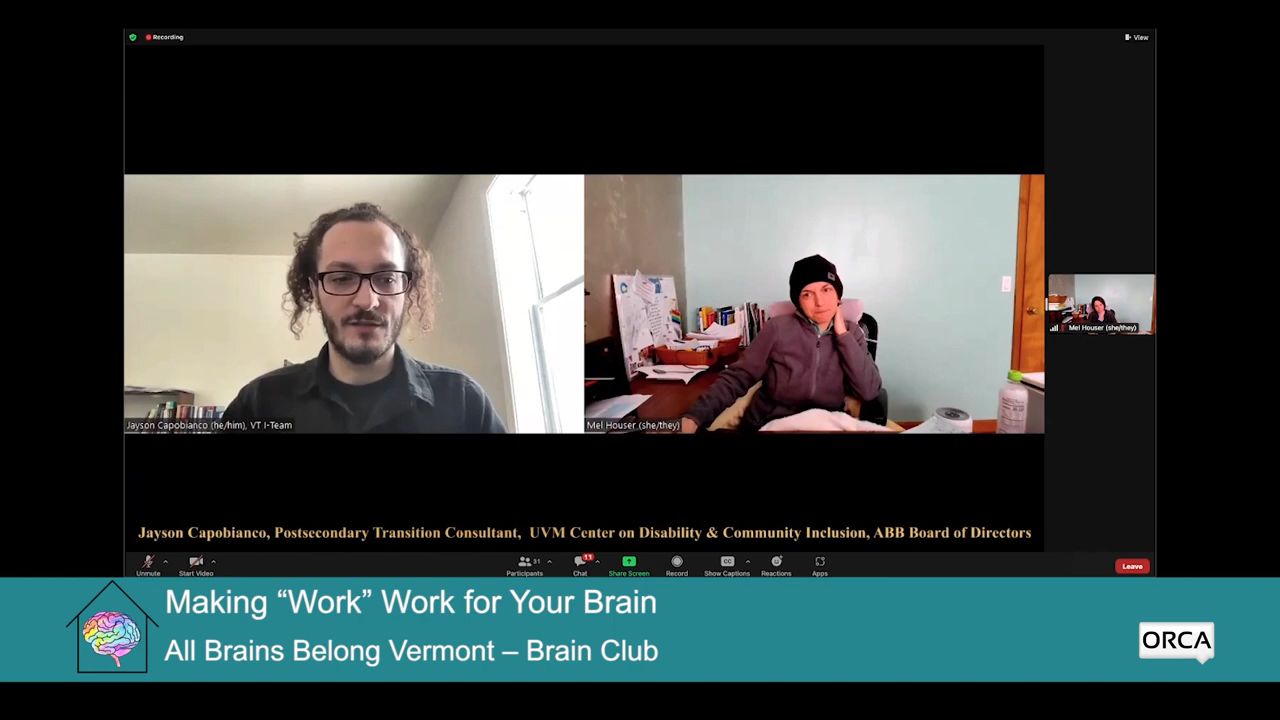 Recording
View
Jayson Capobianco (he/him), VT I-Team
Mel Houser (she/they)
Mel Houser (she/they)
Jayson Capobianco, Postsecondary Transition Consultant, UVM Center on Disability & Community Inclusion, ABB Board of Directors
Unmute
Start Video
Participants
31
Chat
11
Share Screen
Record
CC
Show Captions
Reactions
Apps
Leave
Making “Work” Work for Your Brain
All Brains Belong Vermont – Brain Club
ORCA